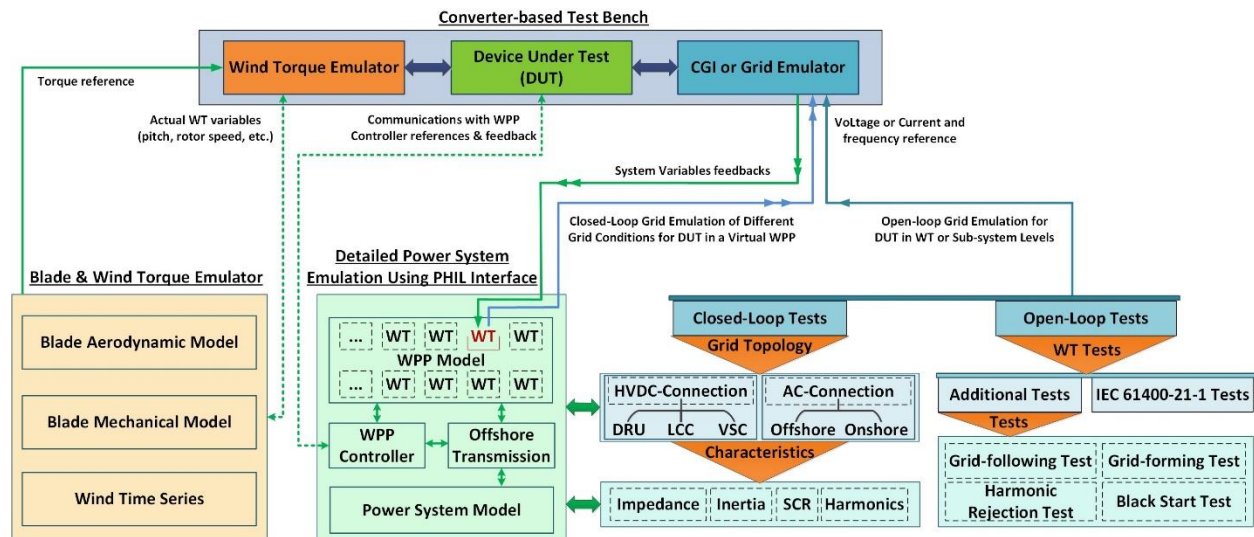 Converter-based Test Bench
Wind Torque Emulator
Device Under Test
(DUT)
CGI or Grid Emulator
Torque reference
Actual WT variables
(pitch, rotor speed, etc.)
Communications with WPP
Controller references & feedback
VoLtage or Current and
frequency reference
System Variables feedbacks
Closed-Loop Grid Emulation of Different
Grid Conditions for DUT in a Virtual WPP
Open-loop Grid Emulation for
DUT in WT or Sub-system Levels
Blade & Wind Torque Emulator
Blade Aerodynamic Model
Blade Mechanical Model
Wind Time Series
Detailed Power System
Emulation Using PHIL Interface
... WT WT WT WT
WPP Model
... WT WT WT WT
WPP
Controller
Offshore
Transmission
Power System Model
Closed-Loop Tests
Grid Topology
HVDC-Connection
DRU LCC VSC
AC-Connection
Offshore Onshore
Characteristics
Impedance Inertia SCR Harmonics
Open-Loop Tests
WT Tests
Additional Tests
IEC 61400-21-1 Tests
Tests
Grid-following Test
Grid-forming Test
Harmonic
Rejection Test
Black Start Test